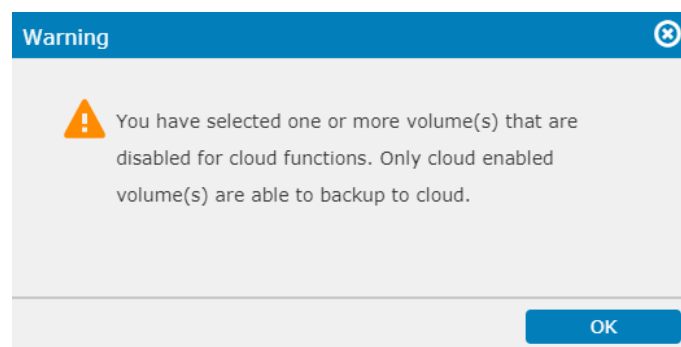 Warning
You have selected one or more volume(s) that are
disabled for cloud functions. Only cloud enabled
volume(s) are able to backup to cloud.
OK